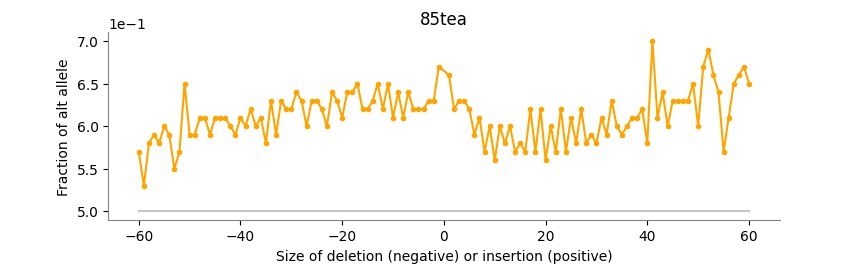 85tea
1e−1
7.0
6.5
6.0
5.5
5.0
Fraction of alt allele
−60 −40 −20 0 20 40 60
Size of deletion (negative) or insertion (positive)